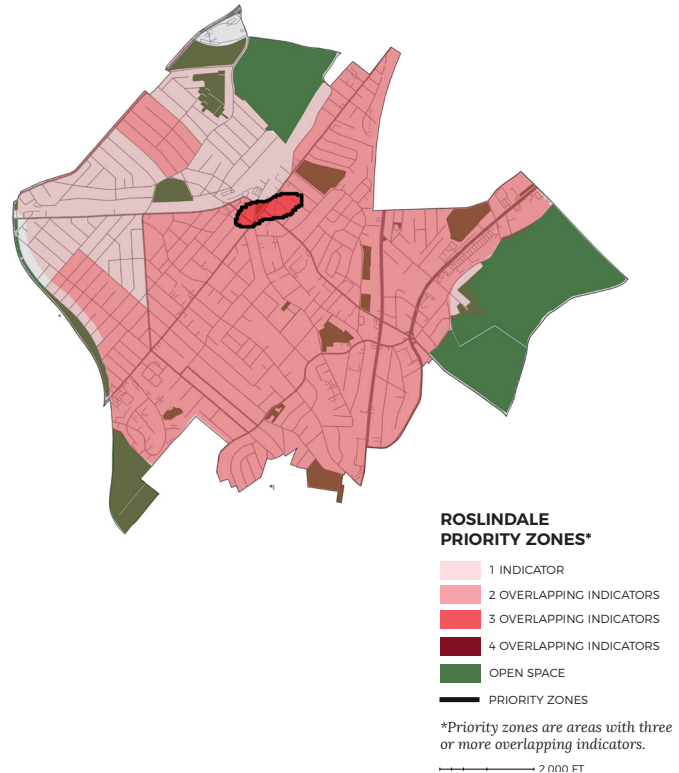 ROSLINDALE
PRIORITY ZONES*
1 INDICATOR
2 OVERLAPPING INDICATORS
3 OVERLAPPING INDICATORS
4 OVERLAPPING INDICATORS
OPEN SPACE
PRIORITY ZONES
*Priority zones are areas with three
or more overlapping indicators.
2,000 FT